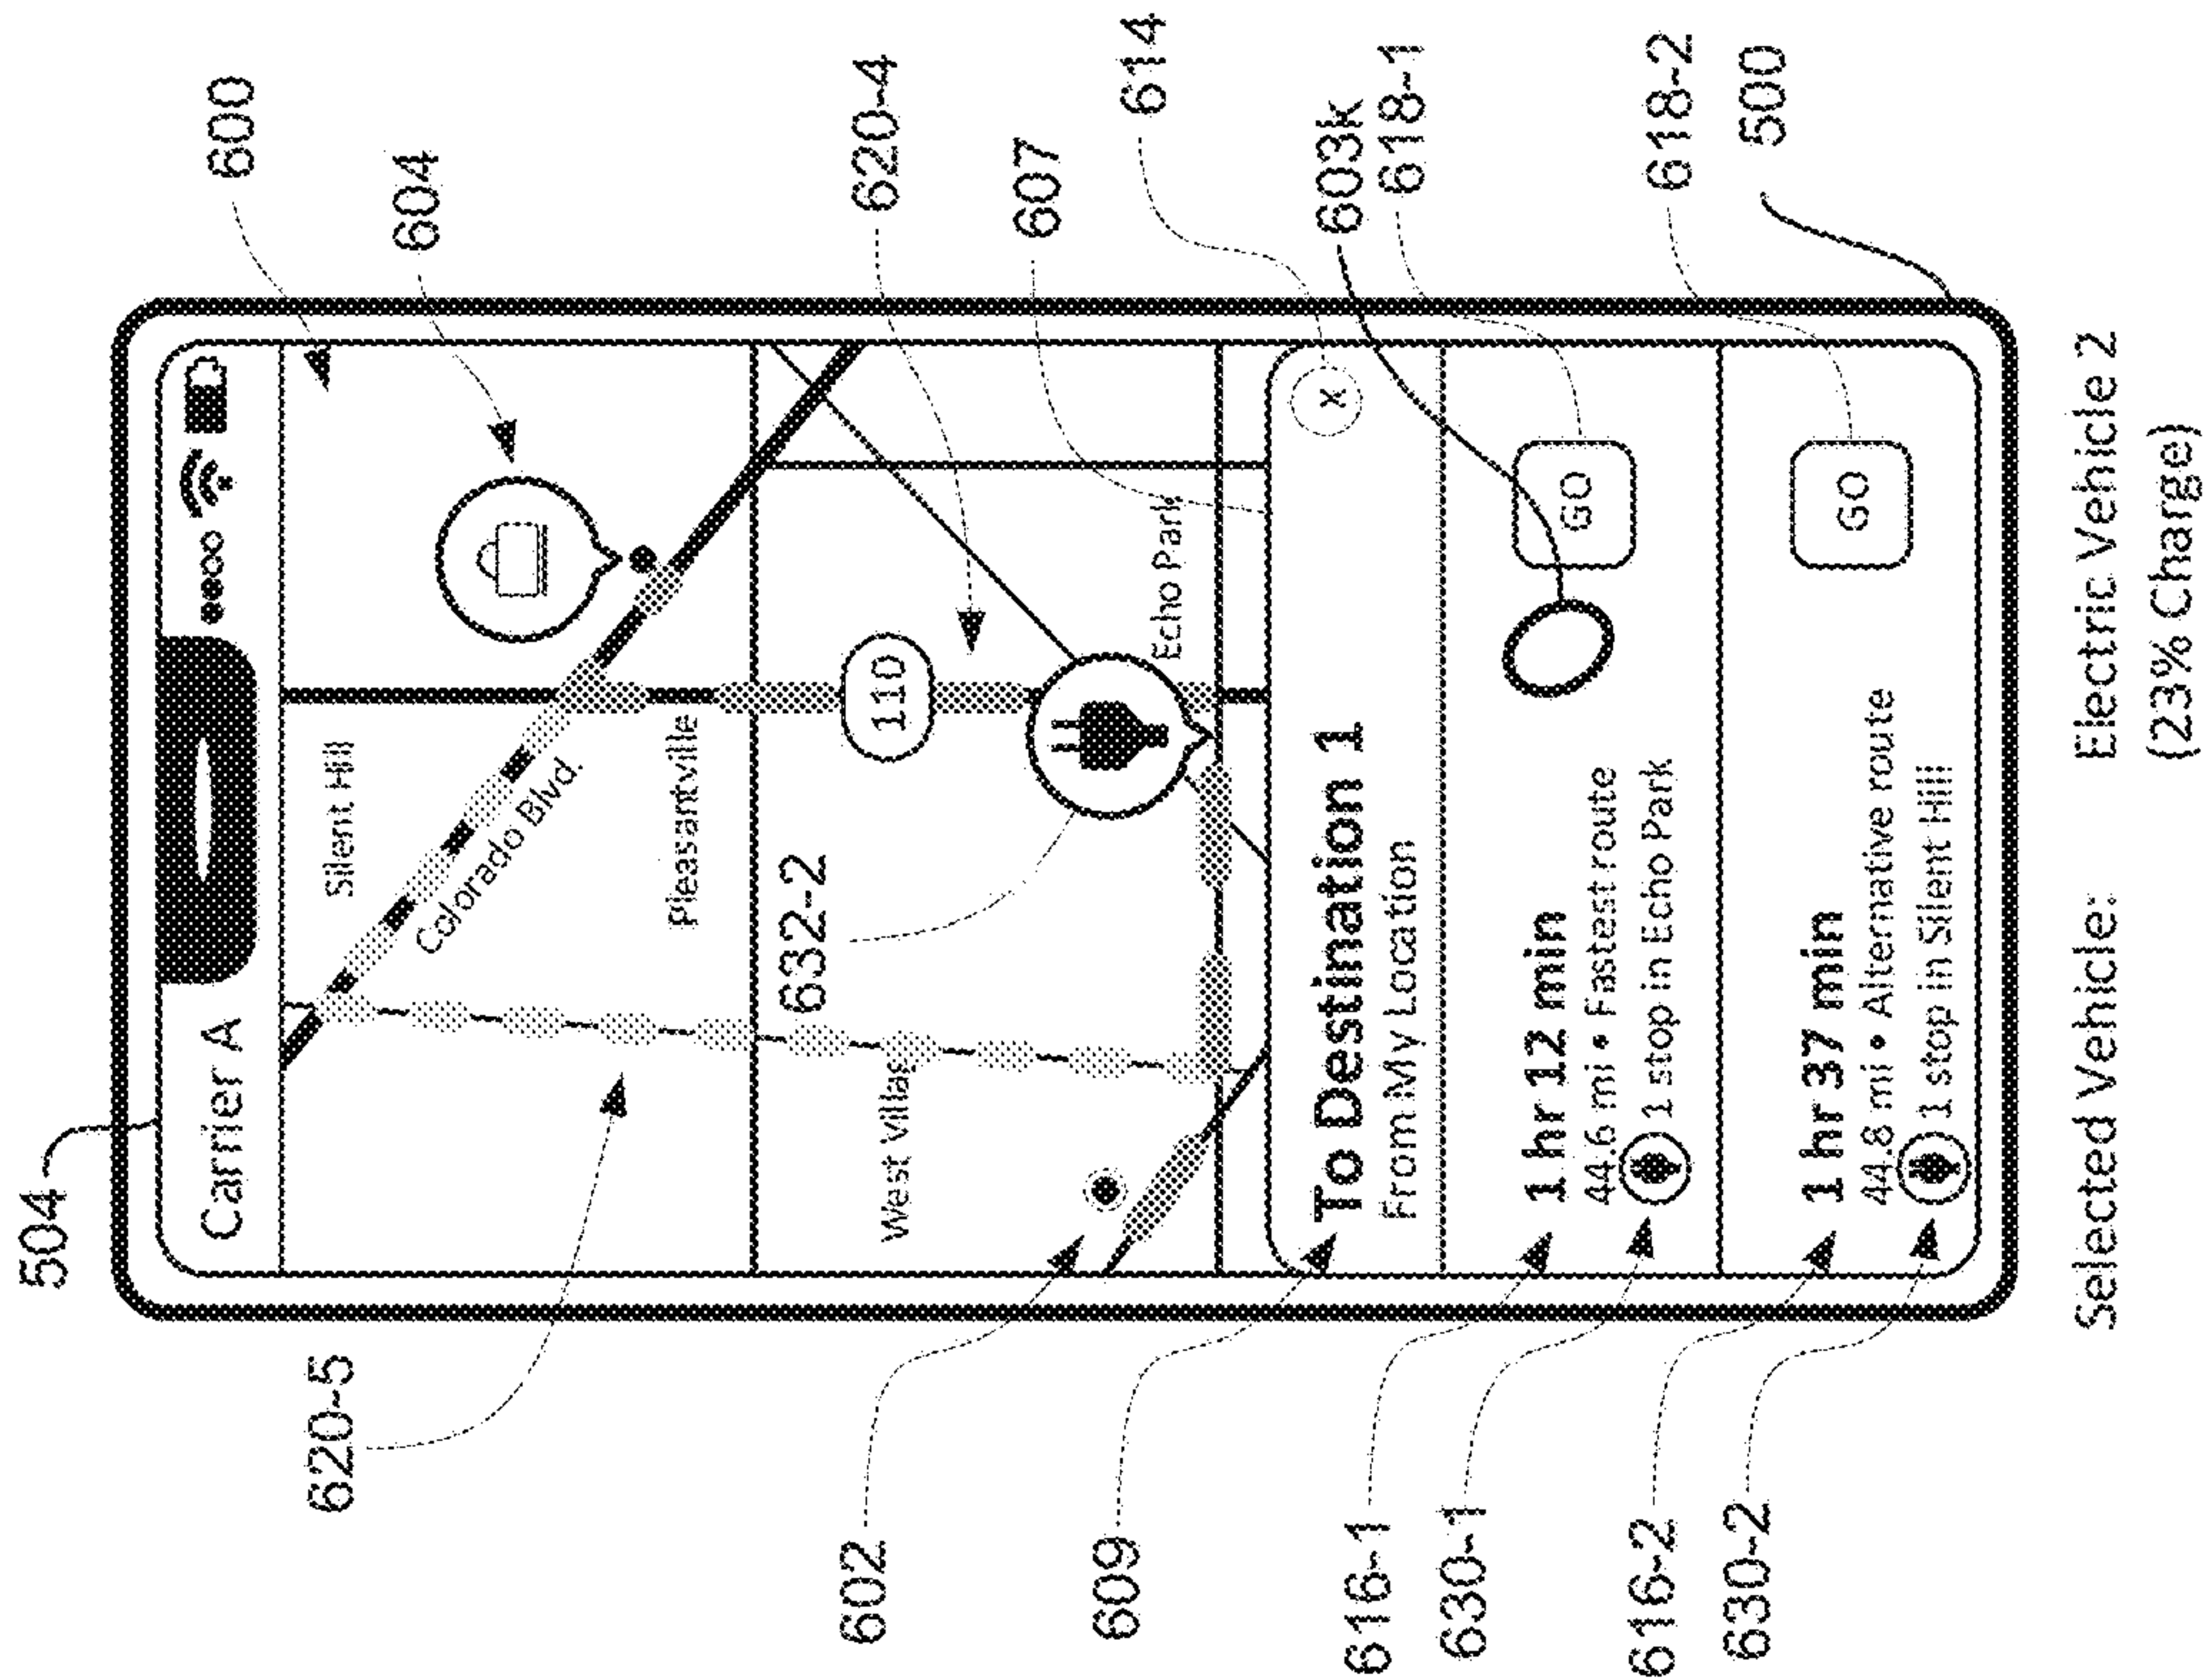 504
Carrier A
600
604
Silent Hill
Colorado Blvd.
620-5
Pleasantville
632-2
110
620-4
West Villag
602
Echo Park
607
614
X
609
To Destination 1
From My Location
603k
618-1
616-1
1 hr 12 min
GO
44.6 mi • Fastest route
630-1
1 stop in Echo Park
618-2
616-2
1 hr 37 min
GO
44.8 mi • Alternative route
630-2
1 stop in Silent Hill
500
Selected Vehicle: Electric Vehicle 2
(23% Charge)